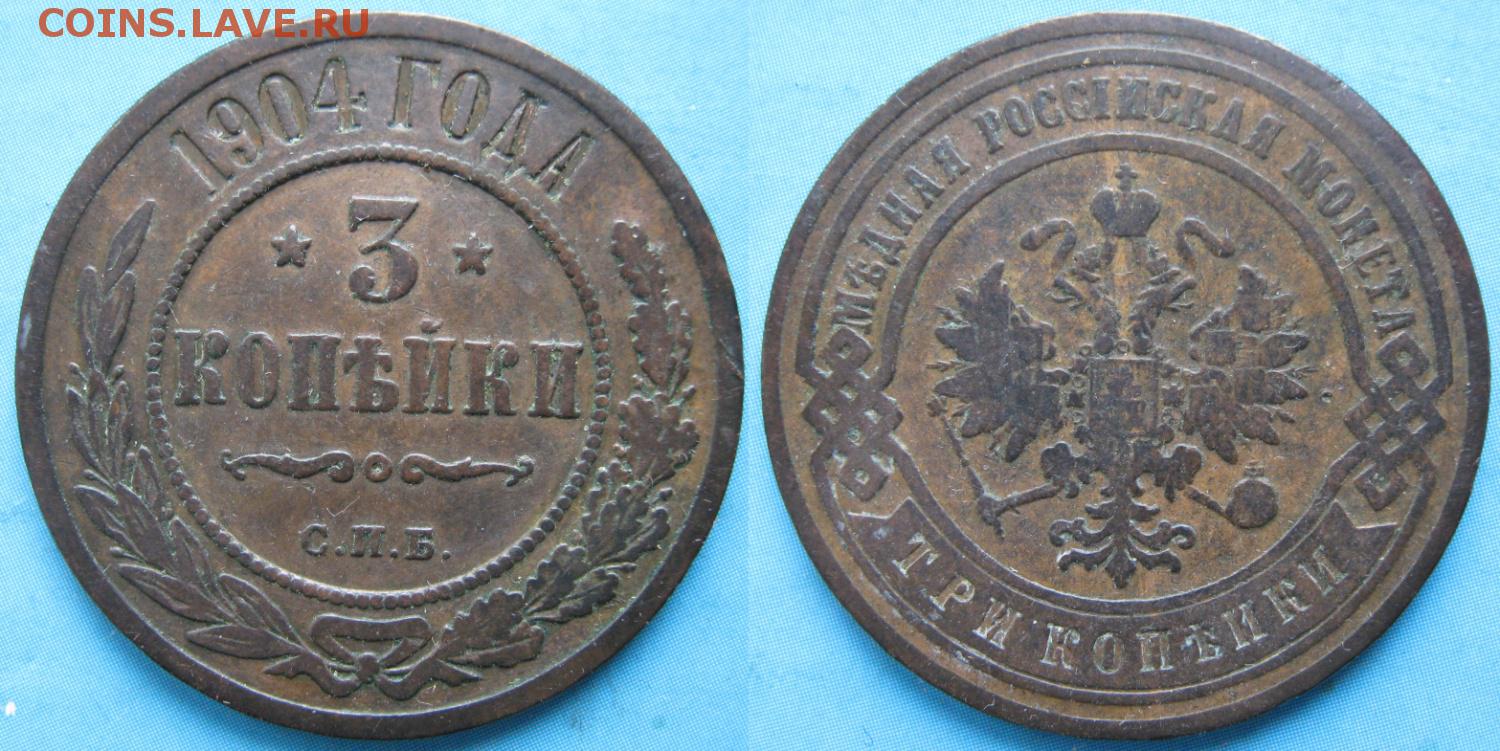 COINS.LAVE.RU
1904 ГОДА
3
КОПѢЙКИ
С.П.Б.
МѢДНАЯ РОССІЙСКАЯ МОНЕТА
ТРИ КОПѢЙКИ